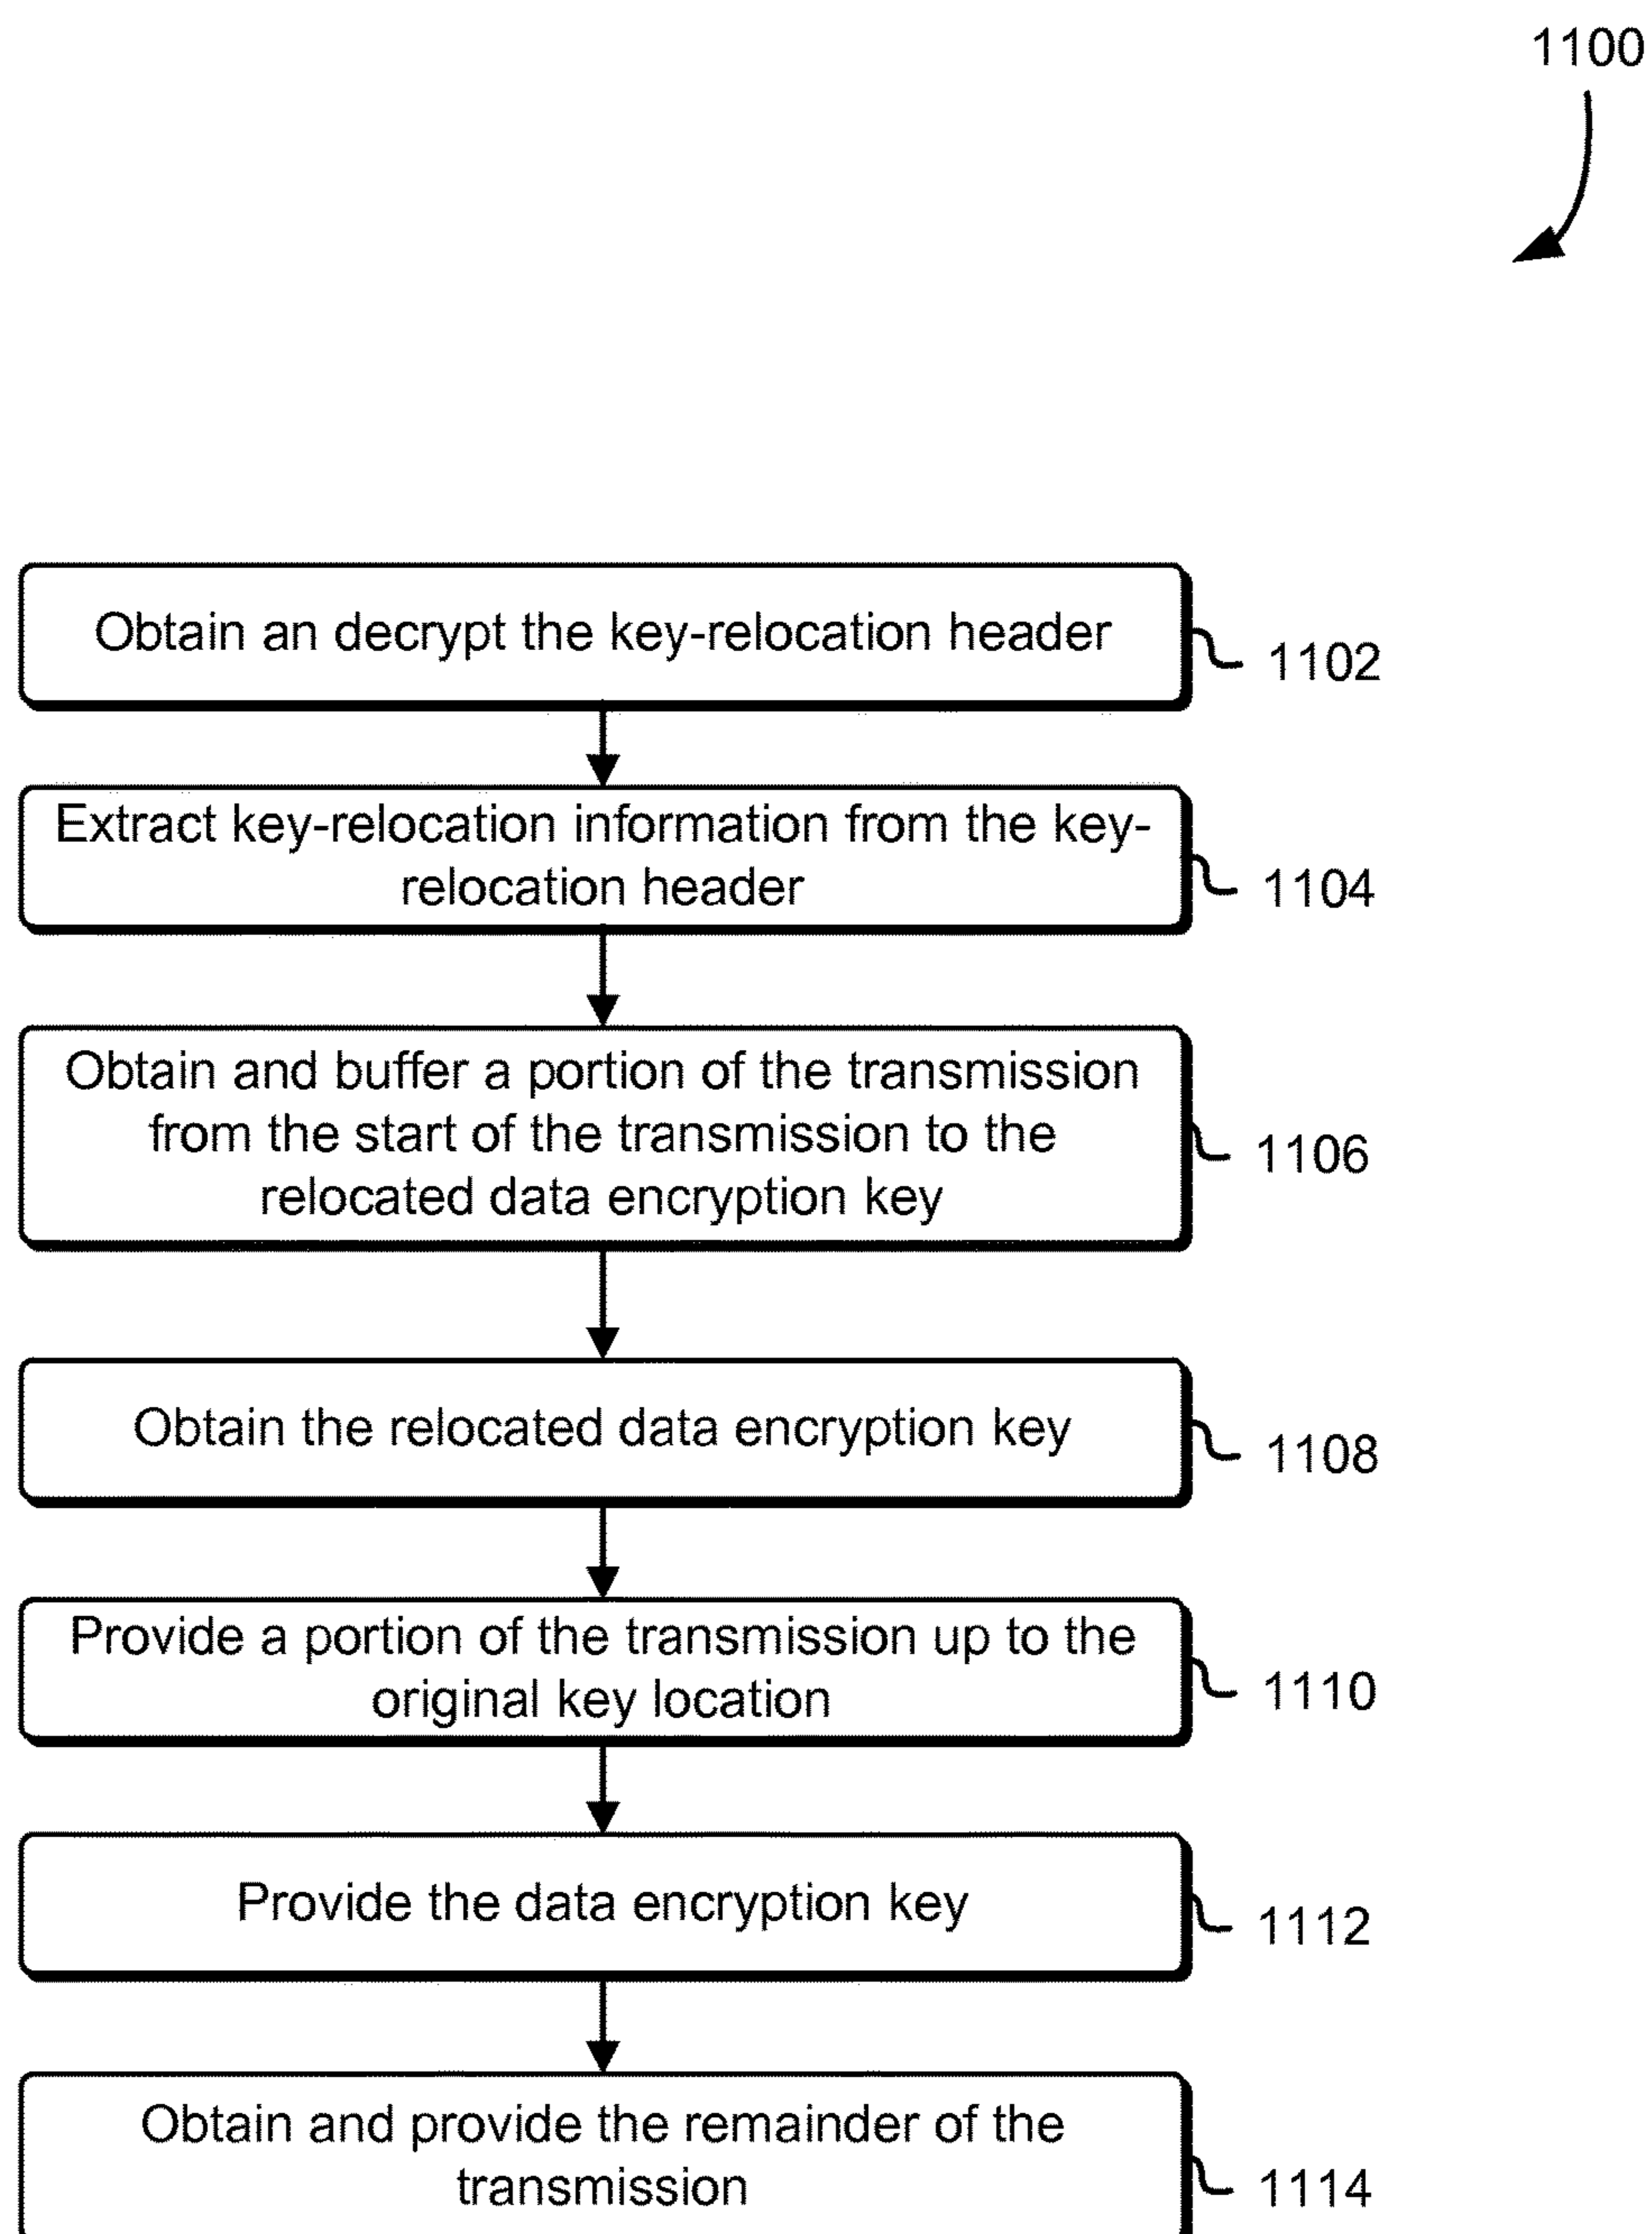 1100
Obtain an decrypt the key-relocation header
1102
Extract key-relocation information from the key-
relocation header
1104
Obtain and buffer a portion of the transmission
from the start of the transmission to the
relocated data encryption key
1106
Obtain the relocated data encryption key
1108
Provide a portion of the transmission up to the
original key location
1110
Provide the data encryption key
1112
Obtain and provide the remainder of the
transmission
1114